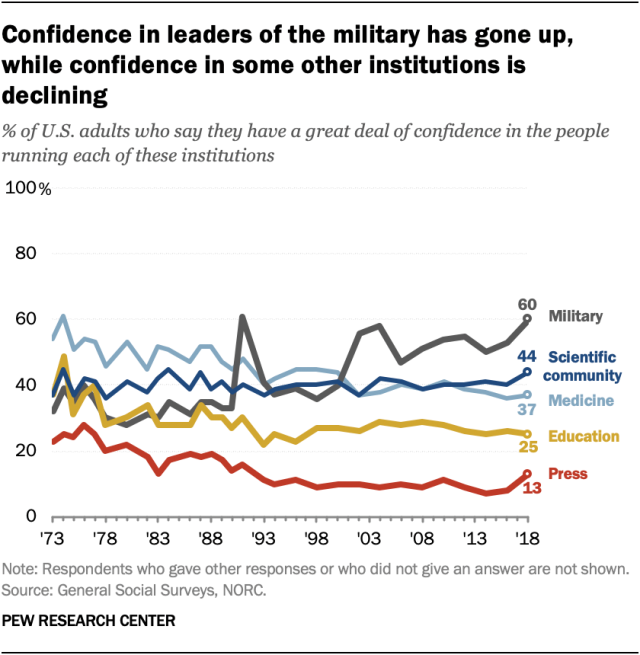 Confidence in leaders of the military has gone up,
while confidence in some other institutions is
declining
% of U.S. adults who say they have a great deal of confidence in the people
running each of these institutions
100%
80
60
40
20
0
60
Military
44
Scientific
community
Medicine
37
Education
25
Press
13
'73 '78 '83 '88 '93 '98 '03 '08 '13 '18
Note: Respondents who gave other responses or who did not give an answer are not shown.
Source: General Social Surveys, NORC.
PEW RESEARCH CENTER